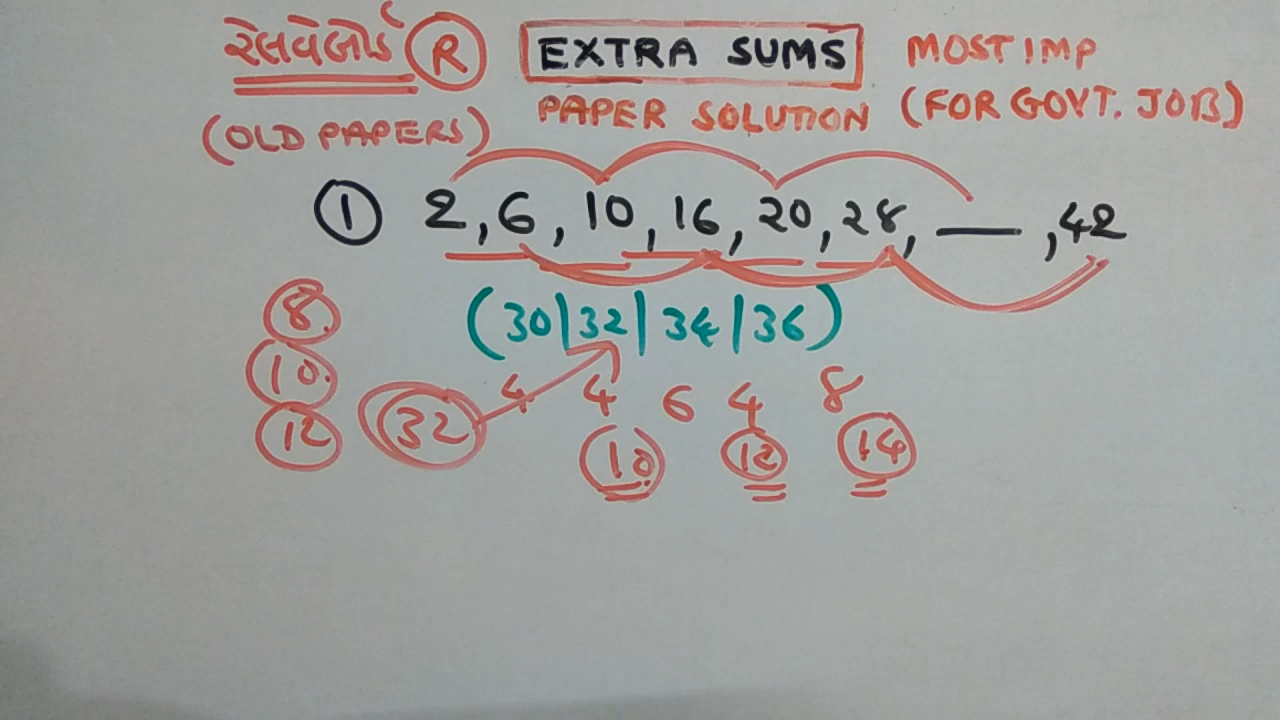 રેલવેબોર્ડ R EXTRA SUMS MOST IMP
(OLD PAPERS) PAPER SOLUTION (FOR GOVT. JOB)
1 2, 6, 10, 16, 20, 28, __, 42
(30|32|34|36)
8.
10.
12 32 4 4 6 4 8
10. 12 14